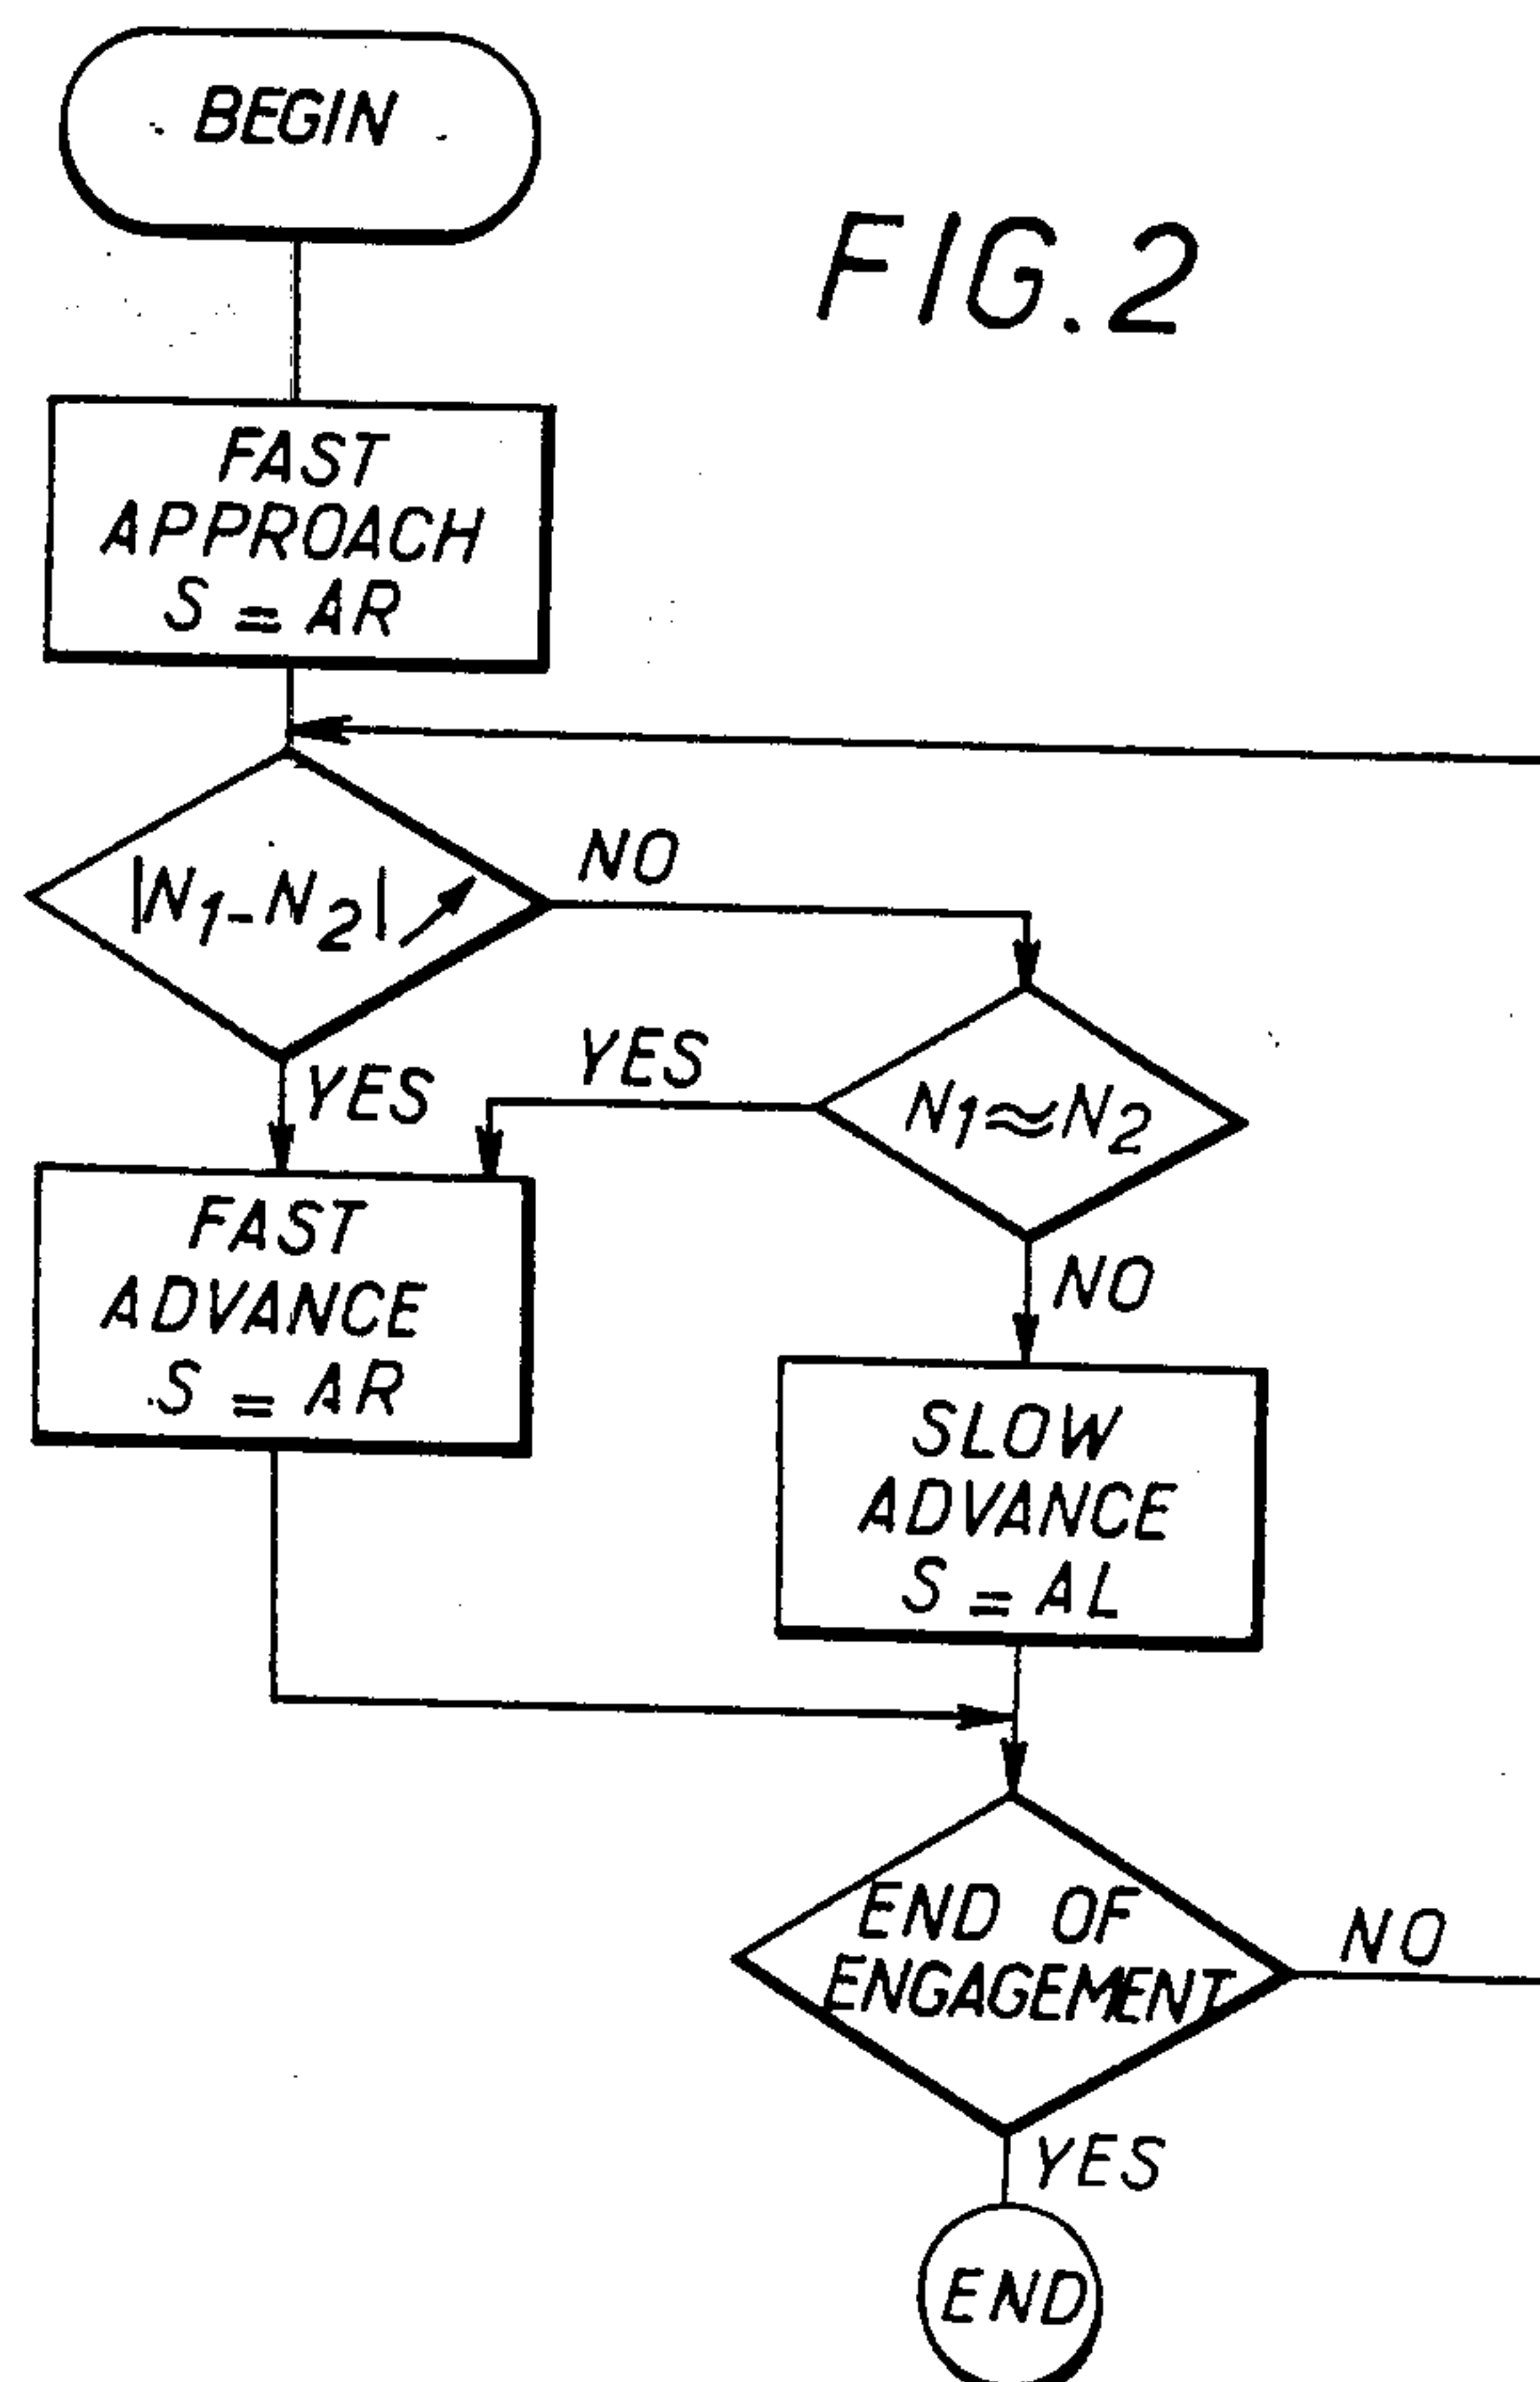 BEGIN
FIG.2
FAST
APPROACH
S = AR
|N1-N2|↗
NO
YES
YES
N1≈N2
FAST
ADVANCE
S = AR
NO
SLOW
ADVANCE
S = AL
END OF
ENGAGEMENT
NO
YES
END